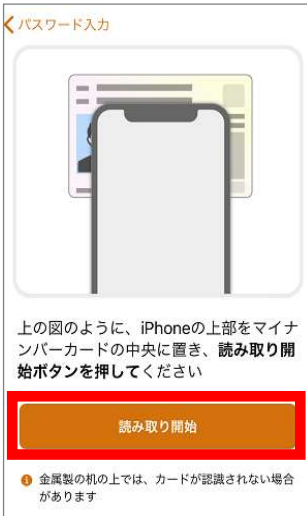 パスワード入力
上の図のように、iPhoneの上部をマイナ
ンバーカードの中央に置き、読み取り開
始ボタンを押してください
読み取り開始
金属製の机の上では、カードが認識されない場合
があります